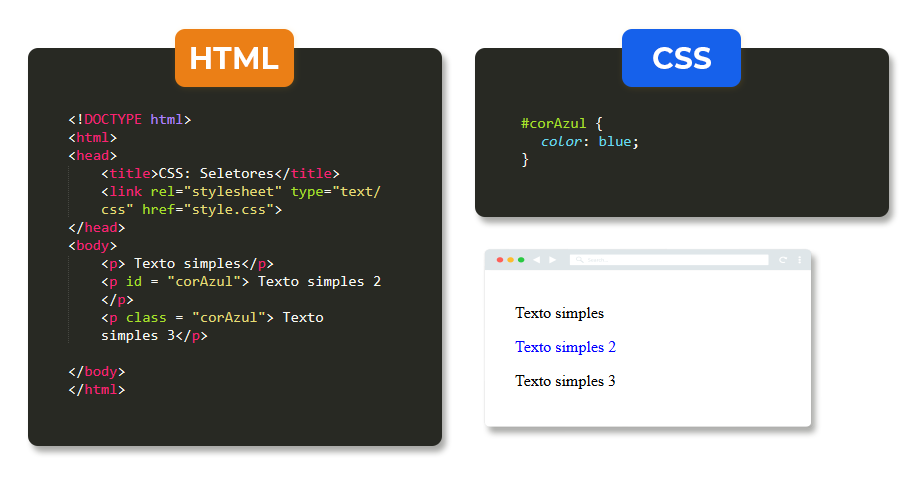 HTML
<!DOCTYPE html>
<html>
<head>
<title>CSS: Seletores</title>
<link rel="stylesheet" type="text/
css" href="style.css">
</head>
<body>
<p> Texto simples</p>
<p id = "corAzul"> Texto simples 2
</p>
<p class = "corAzul"> Texto
simples 3</p>
</body>
</html>
CSS
#corAzul {
color: blue;
}
Texto simples
Texto simples 2
Texto simples 3